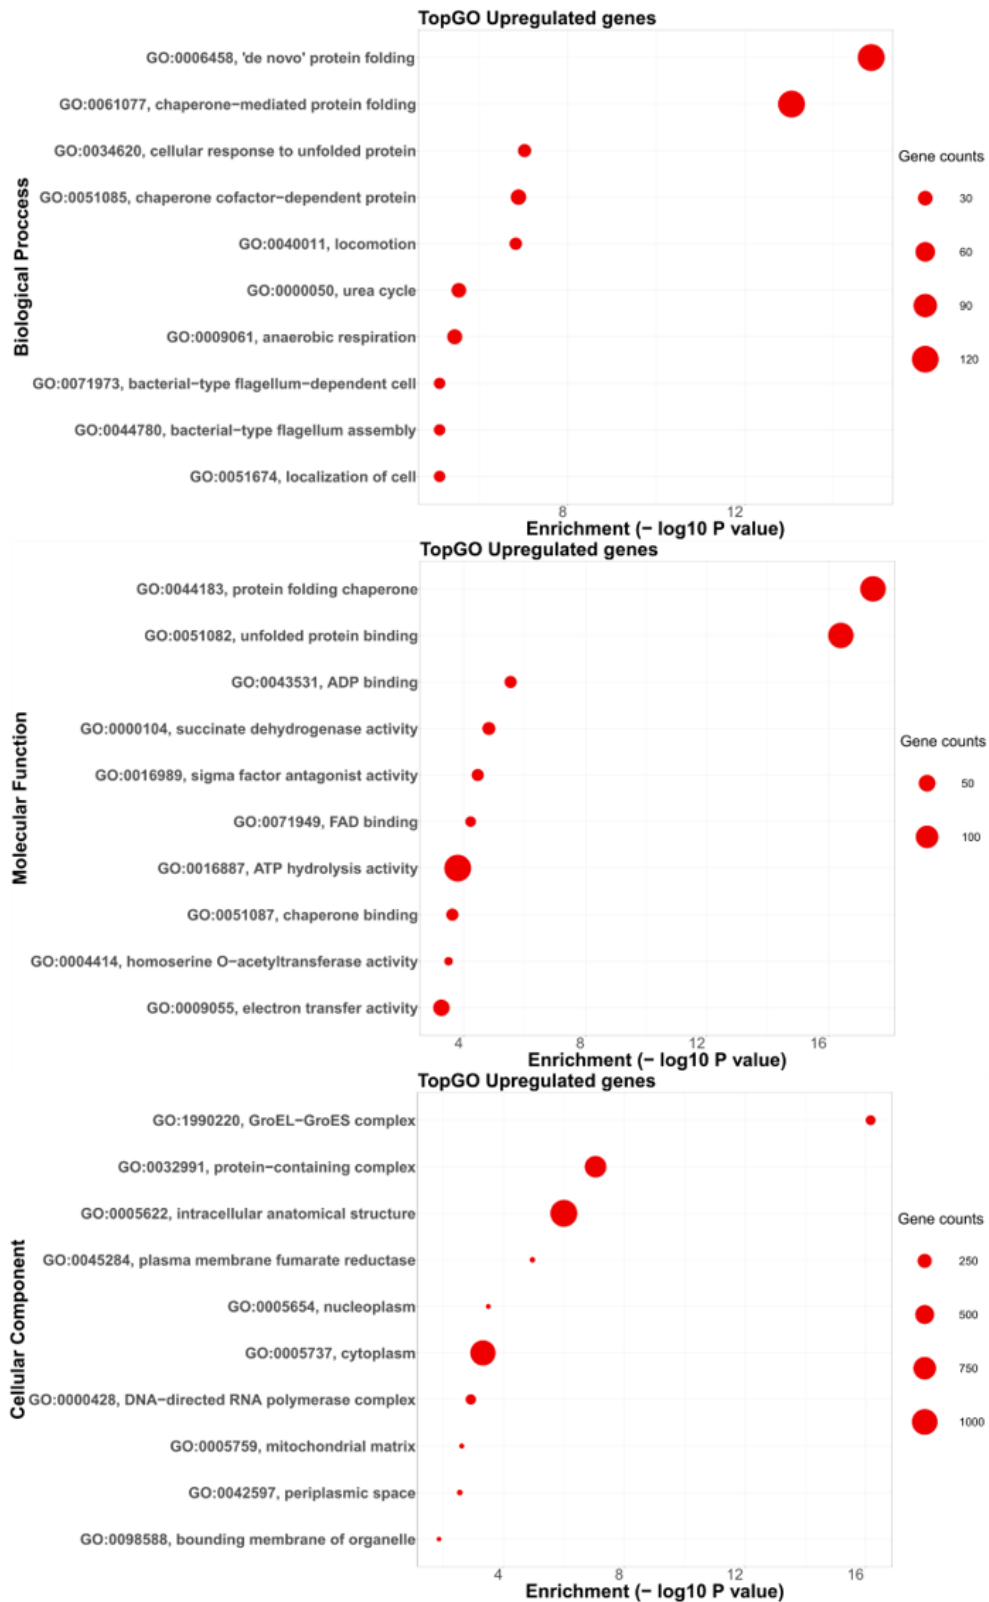 TopGO Upregulated genes
GO:0006458, 'de novo' protein folding
GO:0061077, chaperone−mediated protein folding
GO:0034620, cellular response to unfolded protein
GO:0051085, chaperone cofactor−dependent protein
GO:0040011, locomotion
GO:0000050, urea cycle
GO:0009061, anaerobic respiration
GO:0071973, bacterial−type flagellum−dependent cell
GO:0044780, bacterial−type flagellum assembly
GO:0051674, localization of cell
Biological Proccess
Gene counts
30
60
90
120
8 12
Enrichment (− log10 P value)
TopGO Upregulated genes
GO:0044183, protein folding chaperone
GO:0051082, unfolded protein binding
GO:0043531, ADP binding
GO:0000104, succinate dehydrogenase activity
GO:0016989, sigma factor antagonist activity
GO:0071949, FAD binding
GO:0016887, ATP hydrolysis activity
GO:0051087, chaperone binding
GO:0004414, homoserine O−acetyltransferase activity
GO:0009055, electron transfer activity
Molecular Function
Gene counts
50
100
4 8 12 16
Enrichment (− log10 P value)
TopGO Upregulated genes
GO:1990220, GroEL−GroES complex
GO:0032991, protein−containing complex
GO:0005622, intracellular anatomical structure
GO:0045284, plasma membrane fumarate reductase
GO:0005654, nucleoplasm
GO:0005737, cytoplasm
GO:0000428, DNA−directed RNA polymerase complex
GO:0005759, mitochondrial matrix
GO:0042597, periplasmic space
GO:0098588, bounding membrane of organelle
Cellular Component
Gene counts
250
500
750
1000
4 8 12 16
Enrichment (− log10 P value)